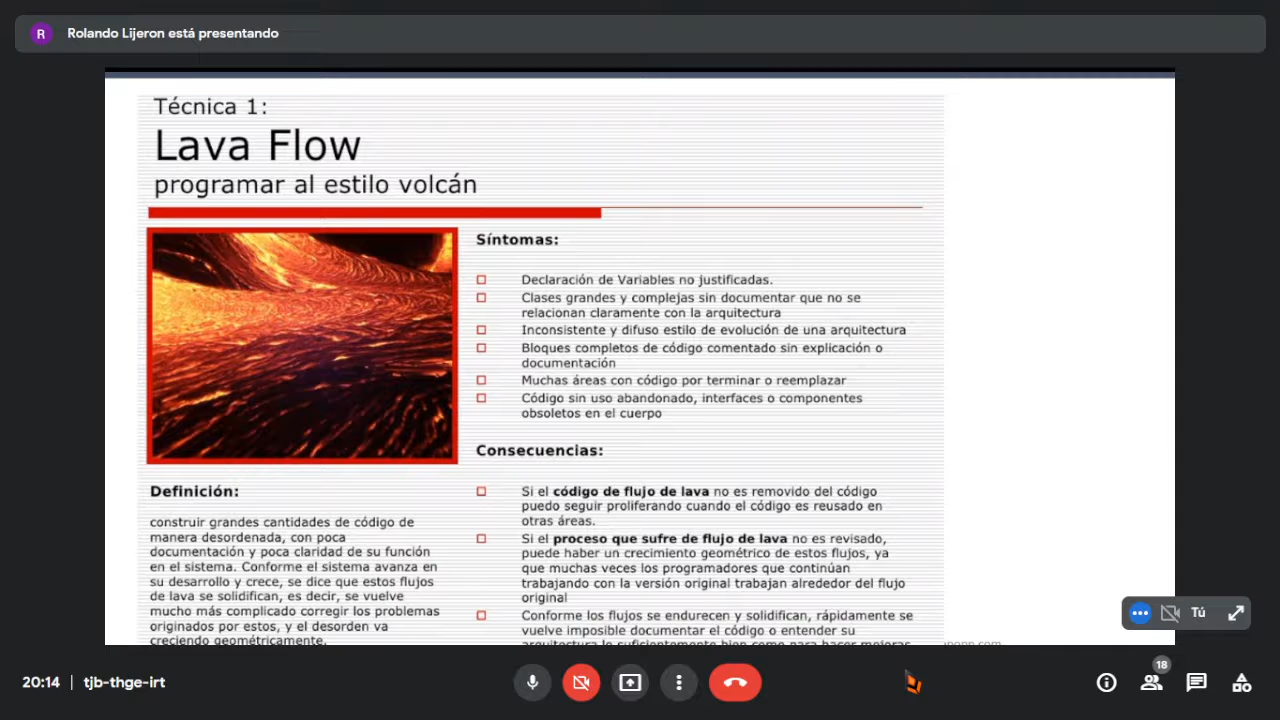 R Rolando Lijeron está presentando
Técnica 1:
Lava Flow
programar al estilo volcán
Síntomas:
Declaración de Variables no justificadas.
Clases grandes y complejas sin documentar que no se
relacionan claramente con la arquitectura
Inconsistente y difuso estilo de evolución de una arquitectura
Bloques completos de código comentado sin explicación o
documentación
Muchas áreas con código por terminar o reemplazar
Código sin uso abandonado, interfaces o componentes
obsoletos en el cuerpo
Consecuencias:
Si el código de flujo de lava no es removido del código
puedo seguir proliferando cuando el código es reusado en
otras áreas.
Si el proceso que sufre de flujo de lava no es revisado,
puede haber un crecimiento geométrico de estos flujos, ya
que muchas veces los programadores que continúan
trabajando con la versión original trabajan alrededor del flujo
original
Conforme los flujos se endurecen y solidifican, rápidamente se
vuelve imposible documentar el código o entender su
arquitectura lo suficientemente bien como para hacer mejoras
Definición:
construir grandes cantidades de código de
manera desordenada, con poca
documentación y poca claridad de su función
en el sistema. Conforme el sistema avanza en
su desarrollo y crece, se dice que estos flujos
de lava se solidifican, es decir, se vuelve
mucho más complicado corregir los problemas
originados por estos, y el desorden va
creciendo geométricamente.
Tú
20:14 | tjb-thge-irt
18